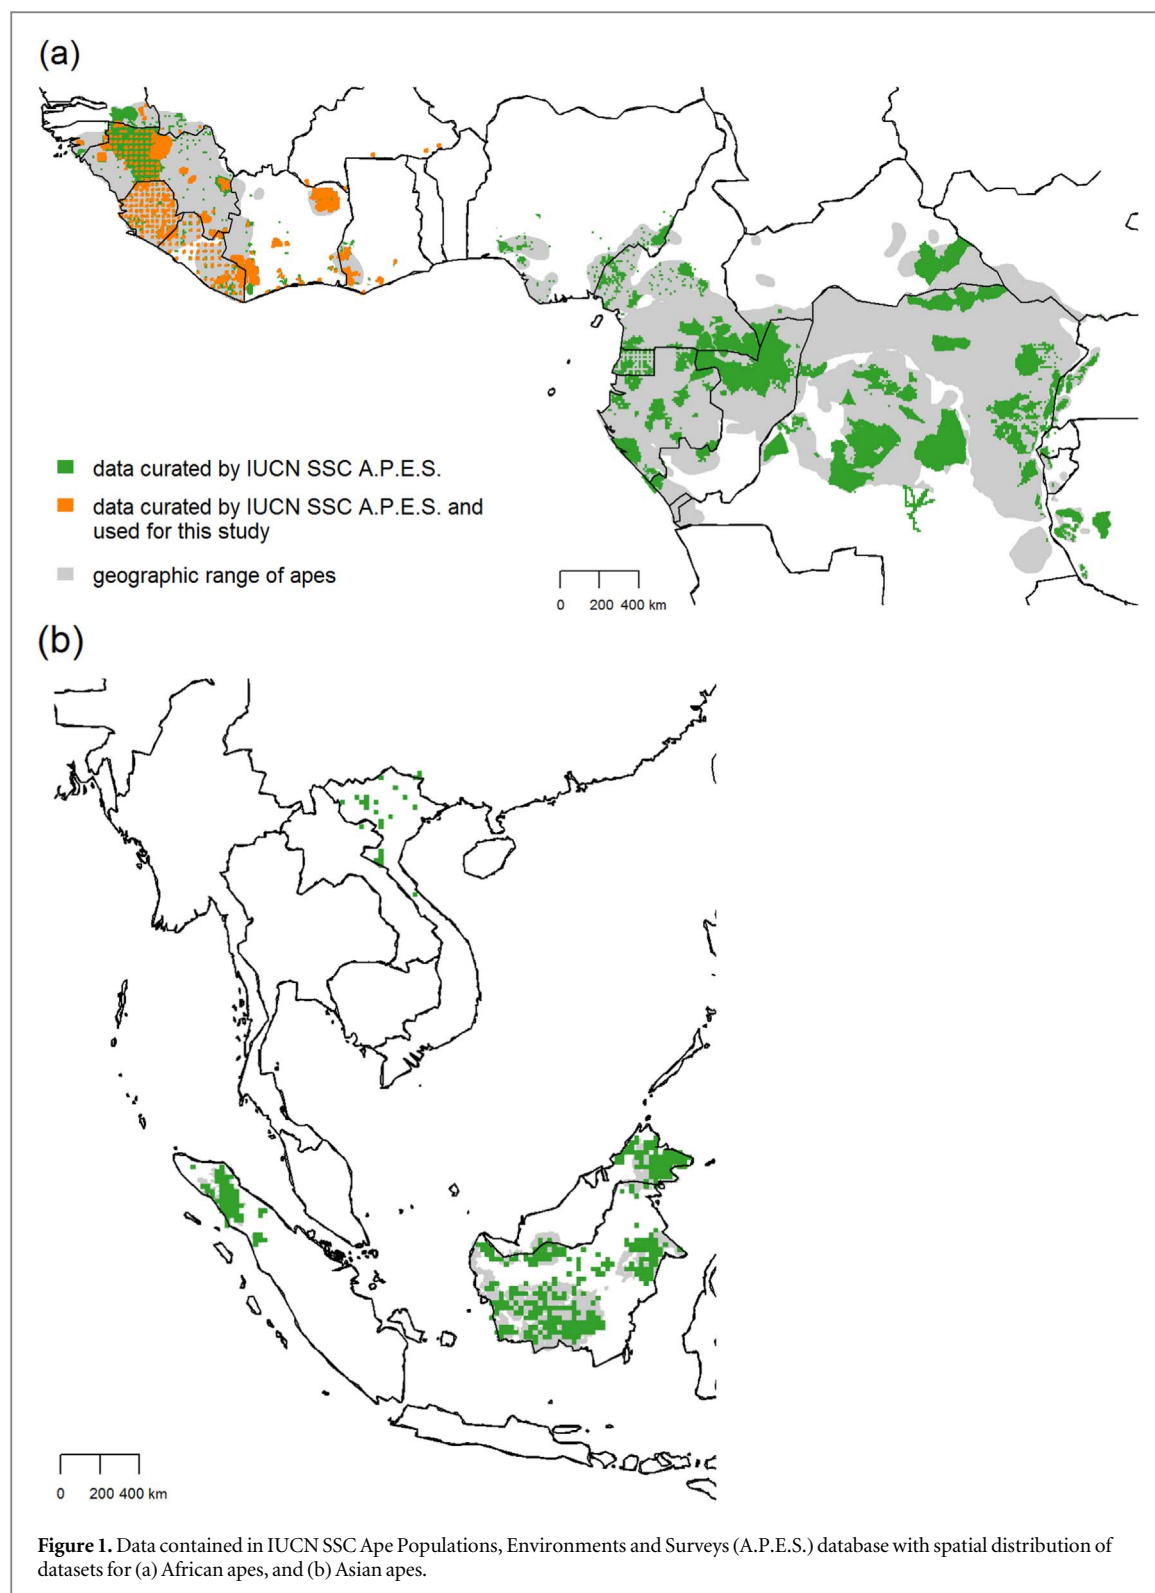 (a)
data curated by IUCN SSC A.P.E.S.
data curated by IUCN SSC A.P.E.S. and
used for this study
geographic range of apes
0 200 400 km
(b)
0 200 400 km
Figure 1. Data contained in IUCN SSC Ape Populations, Environments and Surveys (A.P.E.S.) database with spatial distribution of
datasets for (a) African apes, and (b) Asian apes.